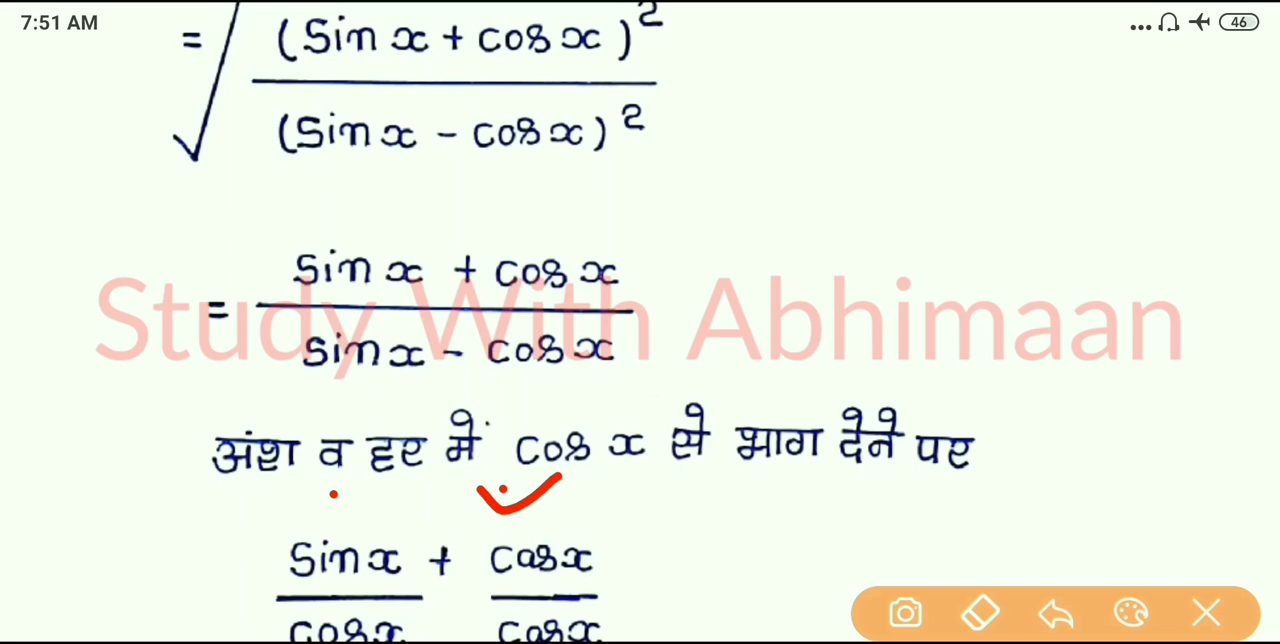 7:51 AM
... 46
= √ (Sin x + cos x)²
(Sin x - cos x)²
= Sin x + cos x
Sin x - cos x
Study With Abhimaan
अंश व हर में cos x से भाग देने पर
Sin x + cos x
cos x cos x